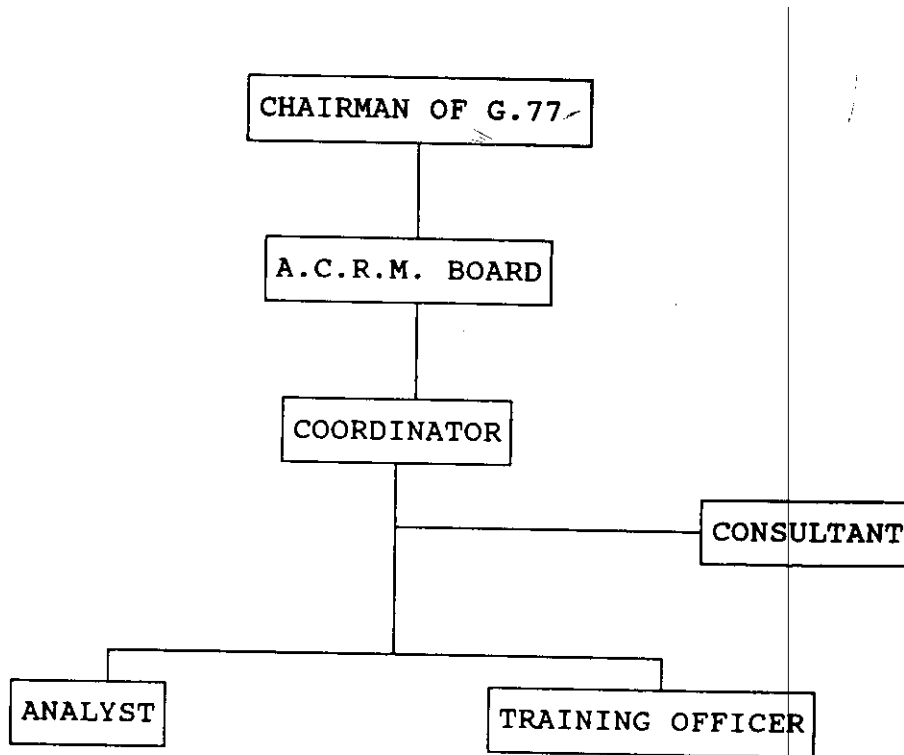 CHAIRMAN OF G.77
A.C.R.M. BOARD
COORDINATOR
CONSULTANT
ANALYST
TRAINING OFFICER